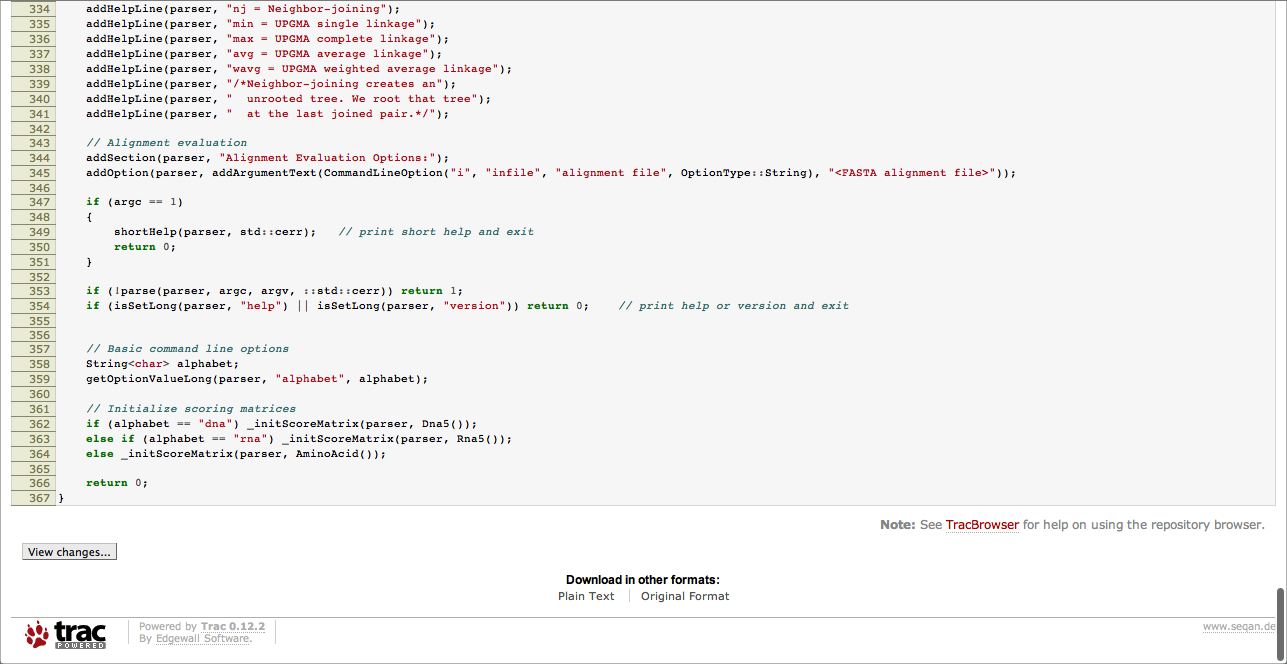 334     addHelpLine(parser, "nj = Neighbor-joining");
335     addHelpLine(parser, "min = UPGMA single linkage");
336     addHelpLine(parser, "max = UPGMA complete linkage");
337     addHelpLine(parser, "avg = UPGMA average linkage");
338     addHelpLine(parser, "wavg = UPGMA weighted average linkage");
339     addHelpLine(parser, "/*Neighbor-joining creates an");
340     addHelpLine(parser, "  unrooted tree. We root that tree");
341     addHelpLine(parser, "  at the last joined pair.*/");
342
343     // Alignment evaluation
344     addSection(parser, "Alignment Evaluation Options:");
345     addOption(parser, addArgumentText(CommandLineOption("i", "infile", "alignment file", OptionType::String), "<FASTA alignment file>"));
346
347     if (argc == 1)
348     {
349         shortHelp(parser, std::cerr);   // print short help and exit
350         return 0;
351     }
352
353     if (!parse(parser, argc, argv, ::std::cerr)) return 1;
354     if (isSetLong(parser, "help") || isSetLong(parser, "version")) return 0;    // print help or version and exit
355
356
357     // Basic command line options
358     String<char> alphabet;
359     getOptionValueLong(parser, "alphabet", alphabet);
360
361     // Initialize scoring matrices
362     if (alphabet == "dna") _initScoreMatrix(parser, Dna5());
363     else if (alphabet == "rna") _initScoreMatrix(parser, Rna5());
364     else _initScoreMatrix(parser, AminoAcid());
365
366     return 0;
367 }
Note: See TracBrowser for help on using the repository browser.
View changes...
Download in other formats:
Plain Text Original Format
trac
POWERED
Powered by Trac 0.12.2
By Edgewall Software.
www.seqan.de